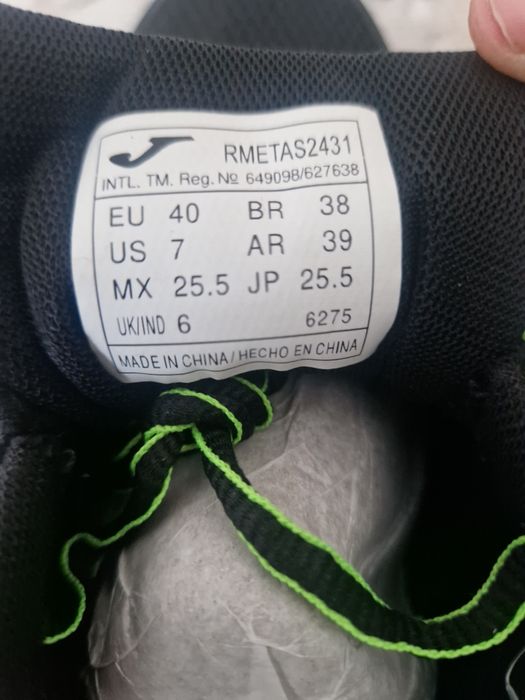 RMETAS2431
INTL. TM. Reg. Nº 649098/627638
EU 40 BR 38
US 7 AR 39
MX 25.5 JP 25.5
UK/IND 6 6275
MADE IN CHINA / HECHO EN CHINA